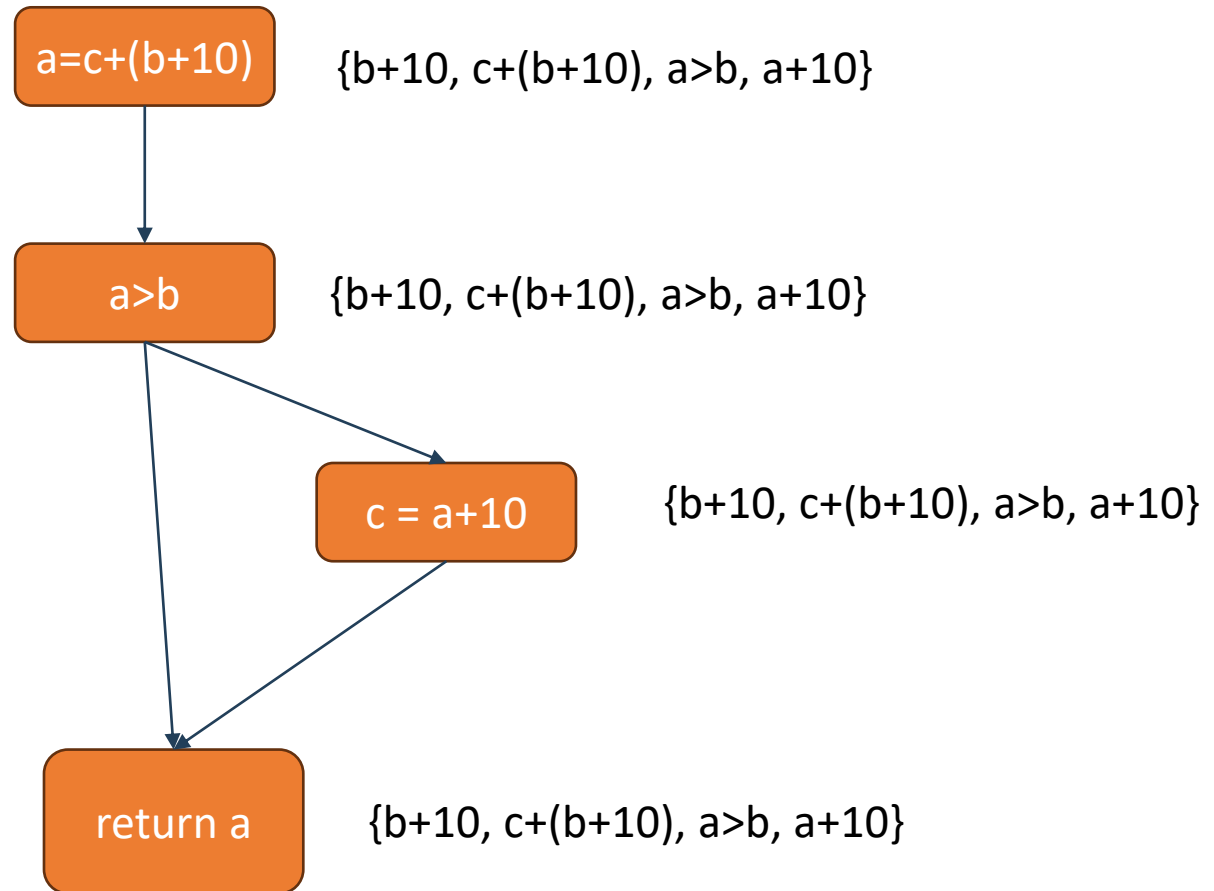 a=c+(b+10)
{b+10, c+(b+10), a>b, a+10}
a>b
{b+10, c+(b+10), a>b, a+10}
c = a+10
{b+10, c+(b+10), a>b, a+10}
return a
{b+10, c+(b+10), a>b, a+10}